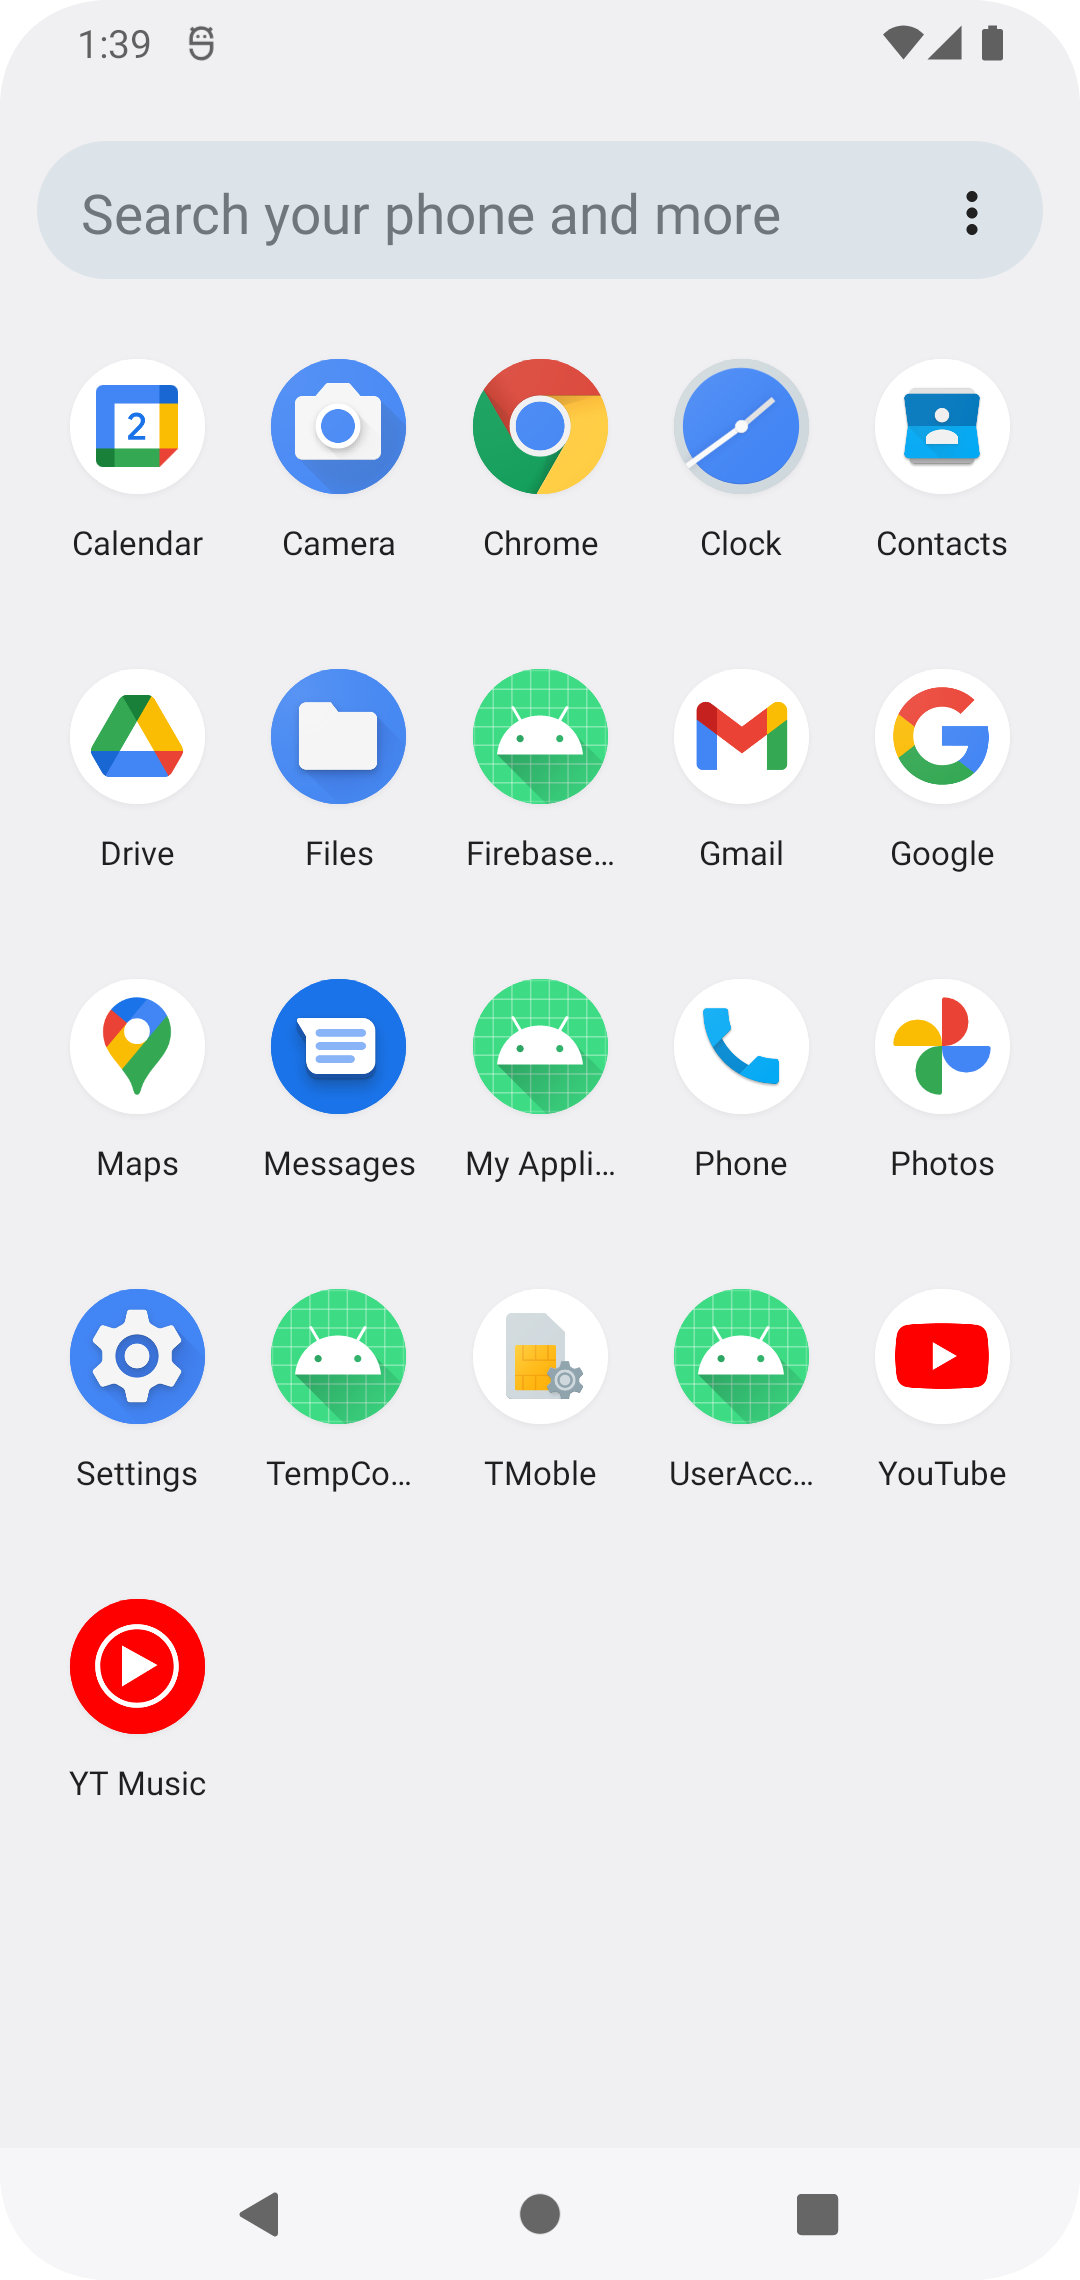 1:39
Search your phone and more
2
Calendar Camera Chrome Clock Contacts
Drive Files Firebase... Gmail Google
Maps Messages My Appli... Phone Photos
Settings TempCo... TMoble UserAcc... YouTube
YT Music